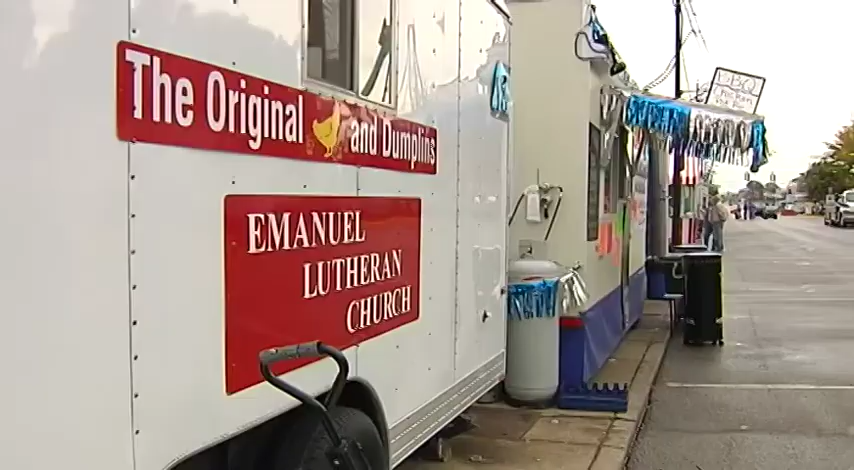 The Original and Dumplins
EMANUEL
LUTHERAN
CHURCH
BBQ
Chicken